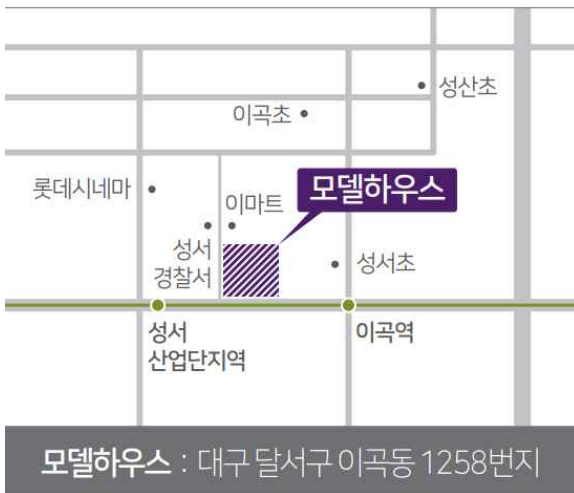 성산초
이곡초
롯데시네마
모델하우스
이마트
성서
경찰서
성서초
성서
산업단지역
이곡역
모델하우스 : 대구 달서구 이곡동 1258번지